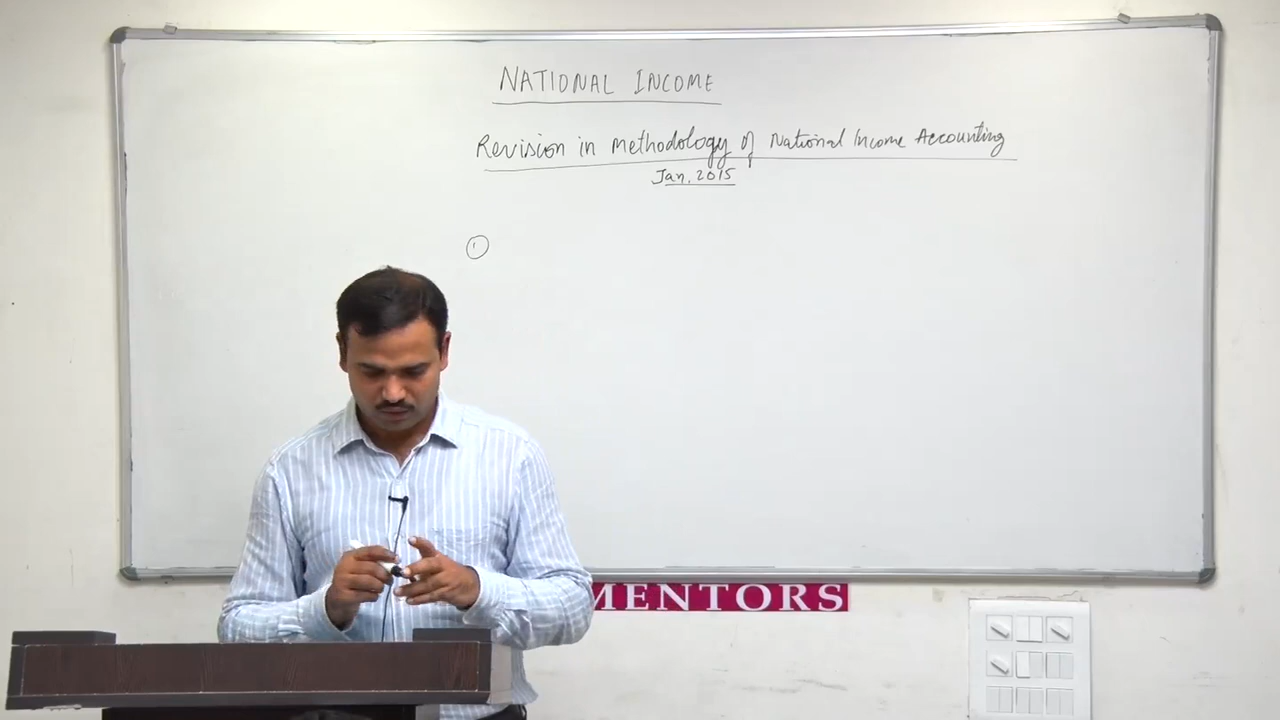 NATIONAL INCOME
Revision in Methodology of National Income Accounting
Jan, 2015
①
MENTORS